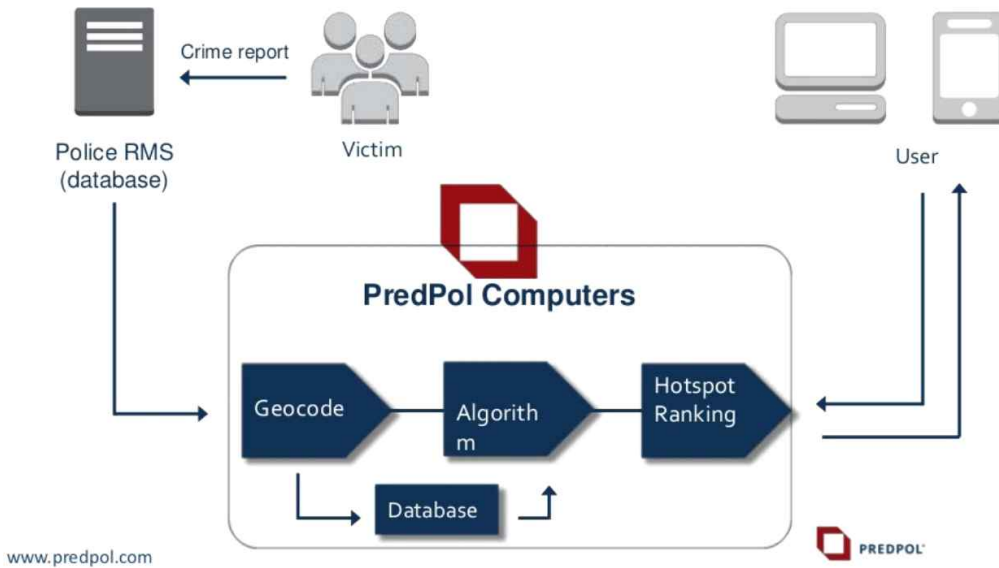 Crime report
Police RMS
(database)
Victim
User
PredPol Computers
Geocode
Algorith
m
Hotspot
Ranking
Database
www.predpol.com
PREDPOL